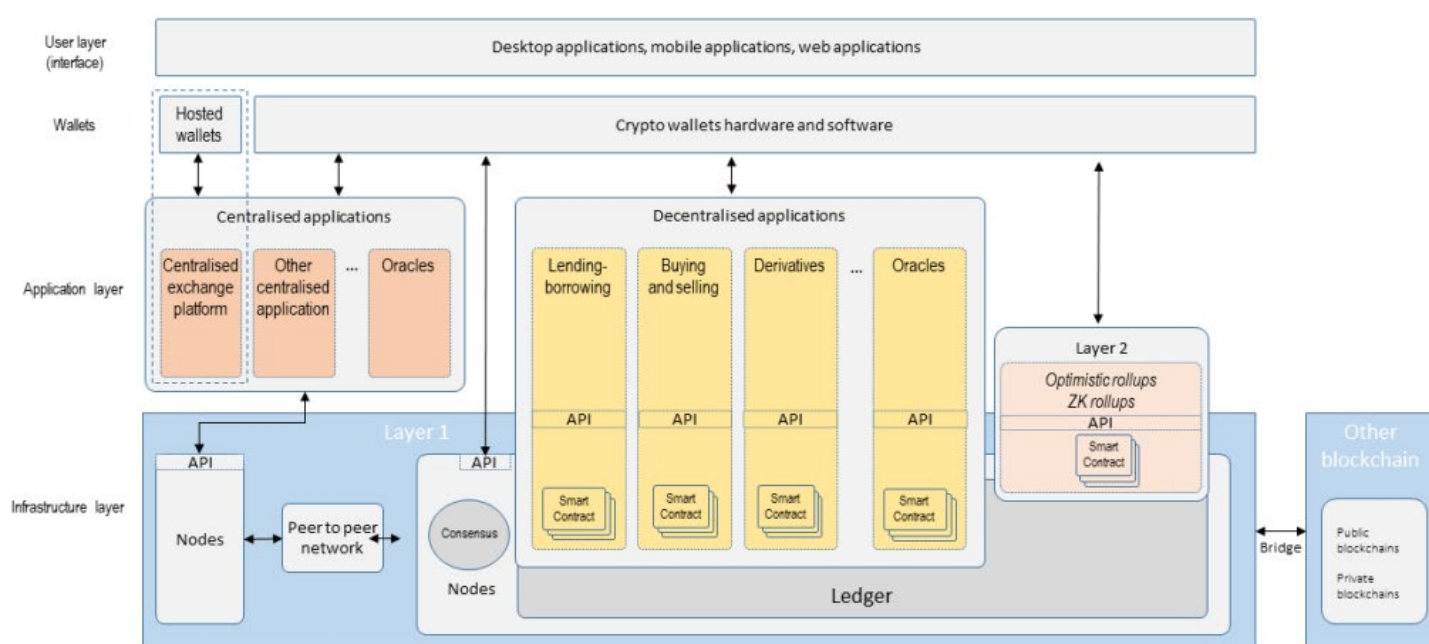 User layer
(interface)
Desktop applications, mobile applications, web applications
Wallets
Hosted
wallets
Crypto wallets hardware and software
Application layer
Centralised applications
Centralised
exchange
platform
Other
centralised
application
...
Oracles
Decentralised applications
Lending-
borrowing
Buying
and selling
Derivatives
...
Oracles
API
API
API
API
Smart
Contract
Smart
Contract
Smart
Contract
Smart
Contract
Layer 2
Optimistic rollups
ZK rollups
API
Smart
Contract
Infrastructure layer
Layer 1
API
Nodes
Peer to peer
network
API
Consensus
Nodes
Ledger
Bridge
Other
blockchain
Public
blockchains
Private
blockchains